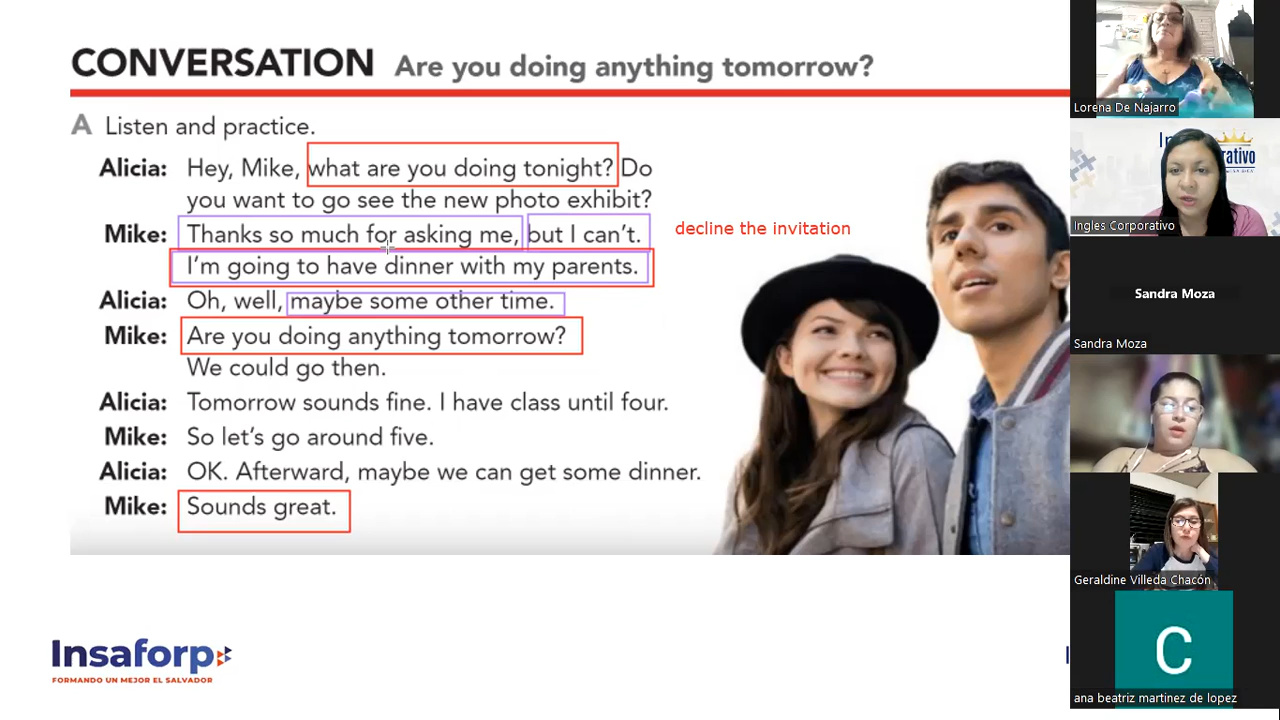 CONVERSATION Are you doing anything tomorrow?
A Listen and practice.
Alicia: Hey, Mike, what are you doing tonight? Do
you want to go see the new photo exhibit?
Mike: Thanks so much for asking me, but I can't.
decline the invitation
I'm going to have dinner with my parents.
Alicia: Oh, well, maybe some other time.
Mike: Are you doing anything tomorrow?
We could go then.
Alicia: Tomorrow sounds fine. I have class until four.
Mike: So let's go around five.
Alicia: OK. Afterward, maybe we can get some dinner.
Mike: Sounds great.
Insaforp
FORMANDO UN MEJOR EL SALVADOR
Lorena De Najarro
Ingles Corporativo
Sandra Moza
Sandra Moza
Geraldine Villeda Chacón
C
ana beatriz martinez de lopez